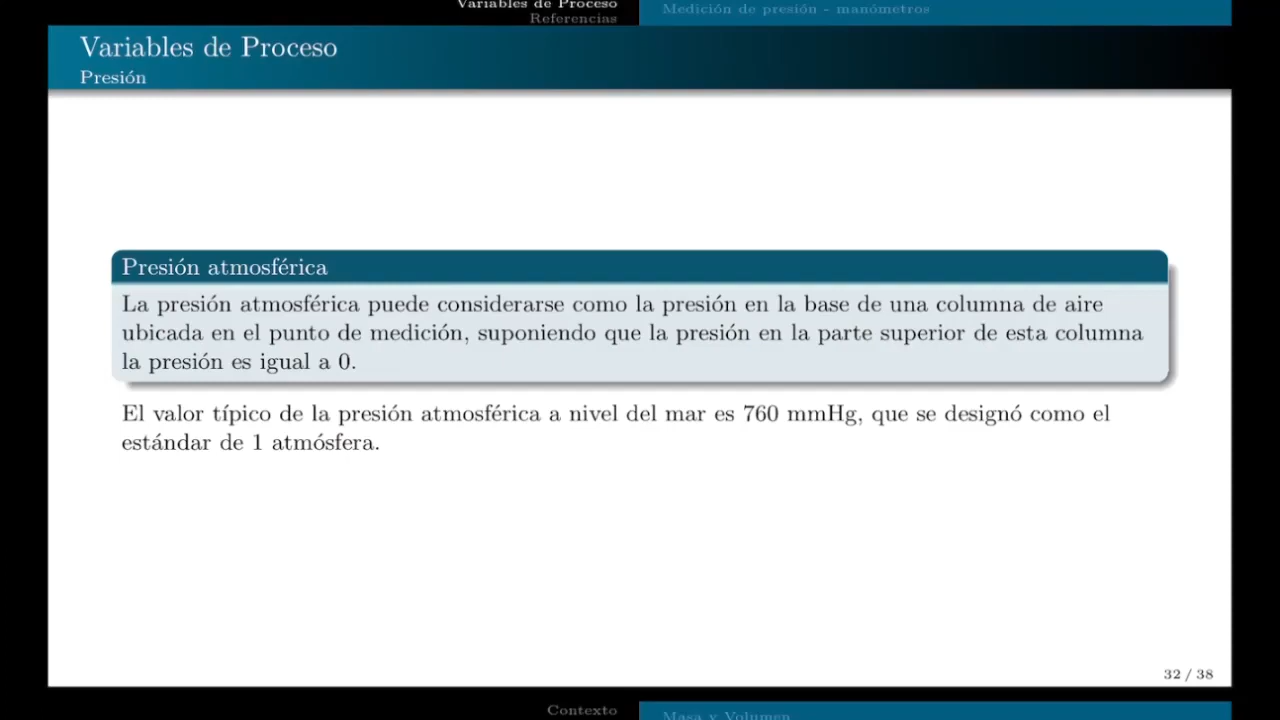 Variables de Proceso
Referencias
Medición de presión - manómetros
Variables de Proceso
Presión
Presión atmosférica
La presión atmosférica puede considerarse como la presión en la base de una columna de aire
ubicada en el punto de medición, suponiendo que la presión en la parte superior de esta columna
la presión es igual a 0.
El valor típico de la presión atmosférica a nivel del mar es 760 mmHg, que se designó como el
estándar de 1 atmósfera.
32 / 38
Contexto
Masa y Volumen